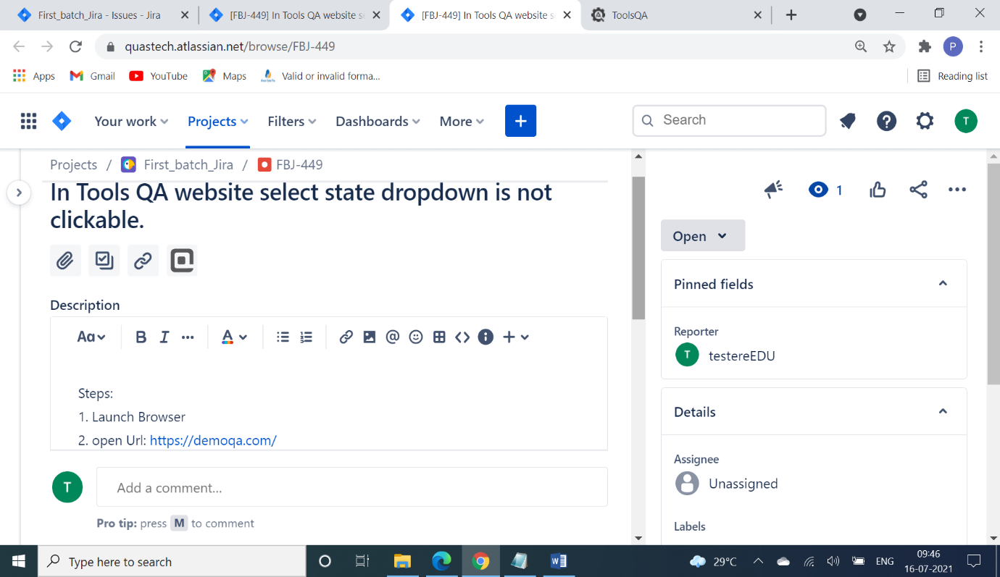 First_batch_Jira - Issues - Jira
[FBJ-449] In Tools QA website s
[FBJ-449] In Tools QA website s
ToolsQA
quastech.atlassian.net/browse/FBJ-449
P
Apps
Gmail
YouTube
Maps
Valid or invalid forma...
Reading list
Your work
Projects
Filters
Dashboards
More
Search
T
Projects / First_batch_Jira / FBJ-449
In Tools QA website select state dropdown is not
clickable.
1
Open
Description
Aa
B I
A
Pinned fields
Reporter
T testereEDU
Steps:
1. Launch Browser
2. open Url: https://demoqa.com/
Details
Assignee
Unassigned
Labels
T
Add a comment...
Pro tip: press M to comment
Type here to search
29°C
ENG
09:46
16-07-2021